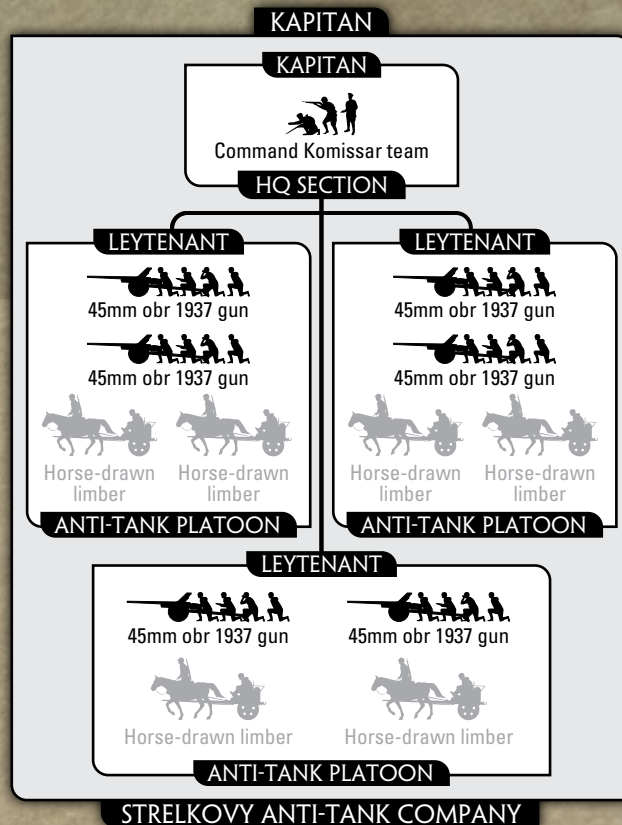 KAPITAN
KAPITAN
Command Komissar team
HQ SECTION
LEYTENANT
45mm obr 1937 gun
45mm obr 1937 gun
Horse-drawn
limber
Horse-drawn
limber
ANTI-TANK PLATOON
LEYTENANT
45mm obr 1937 gun
45mm obr 1937 gun
Horse-drawn
limber
Horse-drawn
limber
ANTI-TANK PLATOON
LEYTENANT
45mm obr 1937 gun
45mm obr 1937 gun
Horse-drawn limber
Horse-drawn limber
ANTI-TANK PLATOON
STRELKOVY ANTI-TANK COMPANY